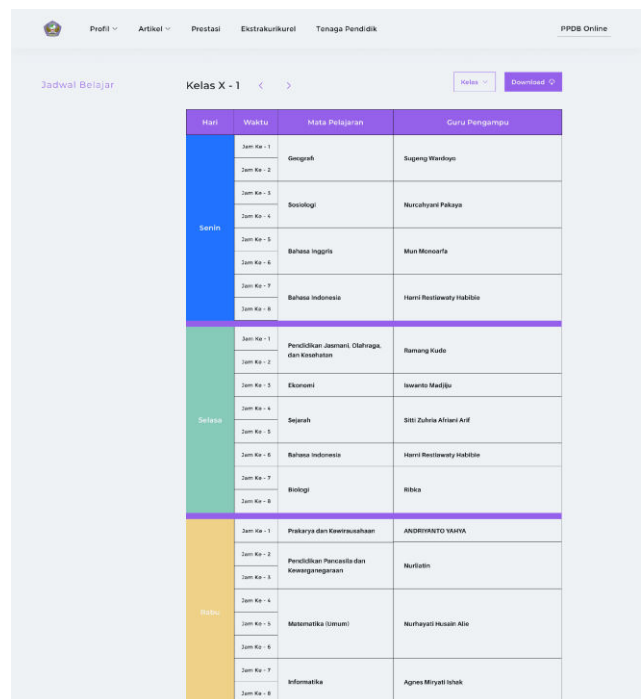 Profil Artikel Prestasi Ekstrakurikurel Tenaga Pendidik PPDB Online
Jadwal Belajar
Kelas X - 1 < >
Kelas
Download
Hari Waktu Mata Pelajaran Guru Pengampu
Senin
Jam Ke - 1
Jam Ke - 2
Geografi
Sugeng Wardoyo
Jam Ke - 3
Jam Ke - 4
Sosiologi
Nurcahyani Pakaya
Jam Ke - 5
Jam Ke - 6
Bahasa Inggris
Mun Monoarfa
Jam Ke - 7
Jam Ke - 8
Bahasa Indonesia
Harni Restiawaty Habibie
Selasa
Jam Ke - 1
Jam Ke - 2
Pendidikan Jasmani, Olahraga,
dan Kesehatan
Ramang Kude
Jam Ke - 3
Ekonomi
Iswanto Madjiju
Jam Ke - 4
Jam Ke - 5
Sejarah
Sitti Zuhria Afriani Arif
Jam Ke - 6
Bahasa Indonesia
Harni Restiawaty Habibie
Jam Ke - 7
Jam Ke - 8
Biologi
Ribka
Rabu
Jam Ke - 1
Prakarya dan Kewirausahaan
ANDRIYANTO YAHYA
Jam Ke - 2
Jam Ke - 3
Pendidikan Pancasila dan
Kewarganegaraan
Nurliatin
Jam Ke - 4
Jam Ke - 5
Jam Ke - 6
Matematika (Umum)
Nurhayati Husain Alie
Jam Ke - 7
Jam Ke - 8
Informatika
Agnes Miryati Ishak